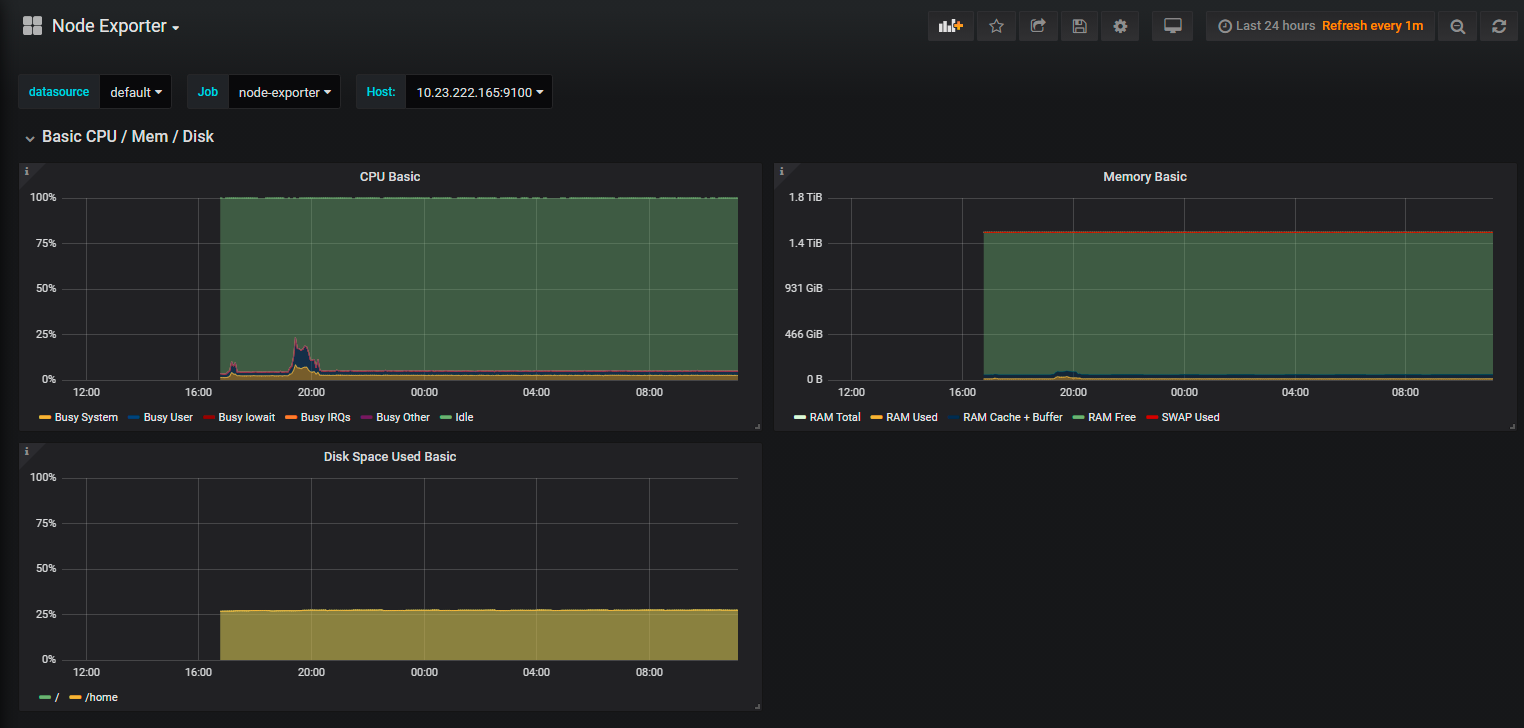 Node Exporter
Last 24 hours Refresh every 1m
datasource default Job node-exporter Host: 10.23.222.165:9100
Basic CPU / Mem / Disk
CPU Basic
100%
75%
50%
25%
0%
12:00 16:00 20:00 00:00 04:00 08:00
Busy System Busy User Busy Iowait Busy IRQs Busy Other Idle
Memory Basic
1.8 TiB
1.4 TiB
931 GiB
466 GiB
0 B
12:00 16:00 20:00 00:00 04:00 08:00
RAM Total RAM Used RAM Cache + Buffer RAM Free SWAP Used
Disk Space Used Basic
100%
75%
50%
25%
0%
12:00 16:00 20:00 00:00 04:00 08:00
/ /home